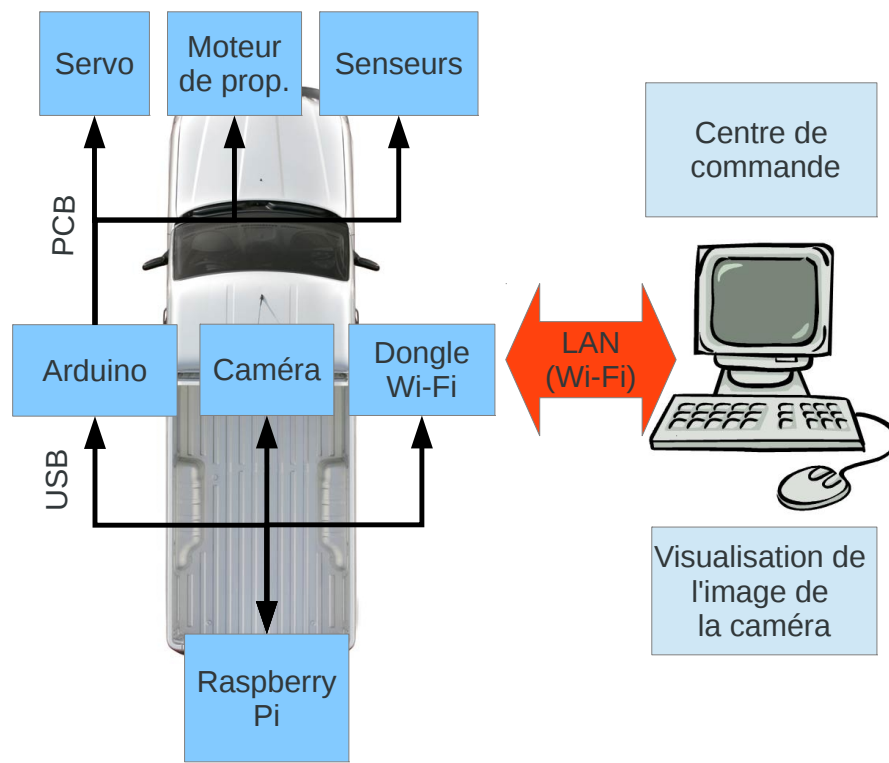 Servo
Moteur
de prop.
Senseurs
PCB
Arduino
Caméra
Dongle
Wi-Fi
USB
Raspberry
Pi
LAN
(Wi-Fi)
Centre de
commande
Visualisation de
l'image de
la caméra